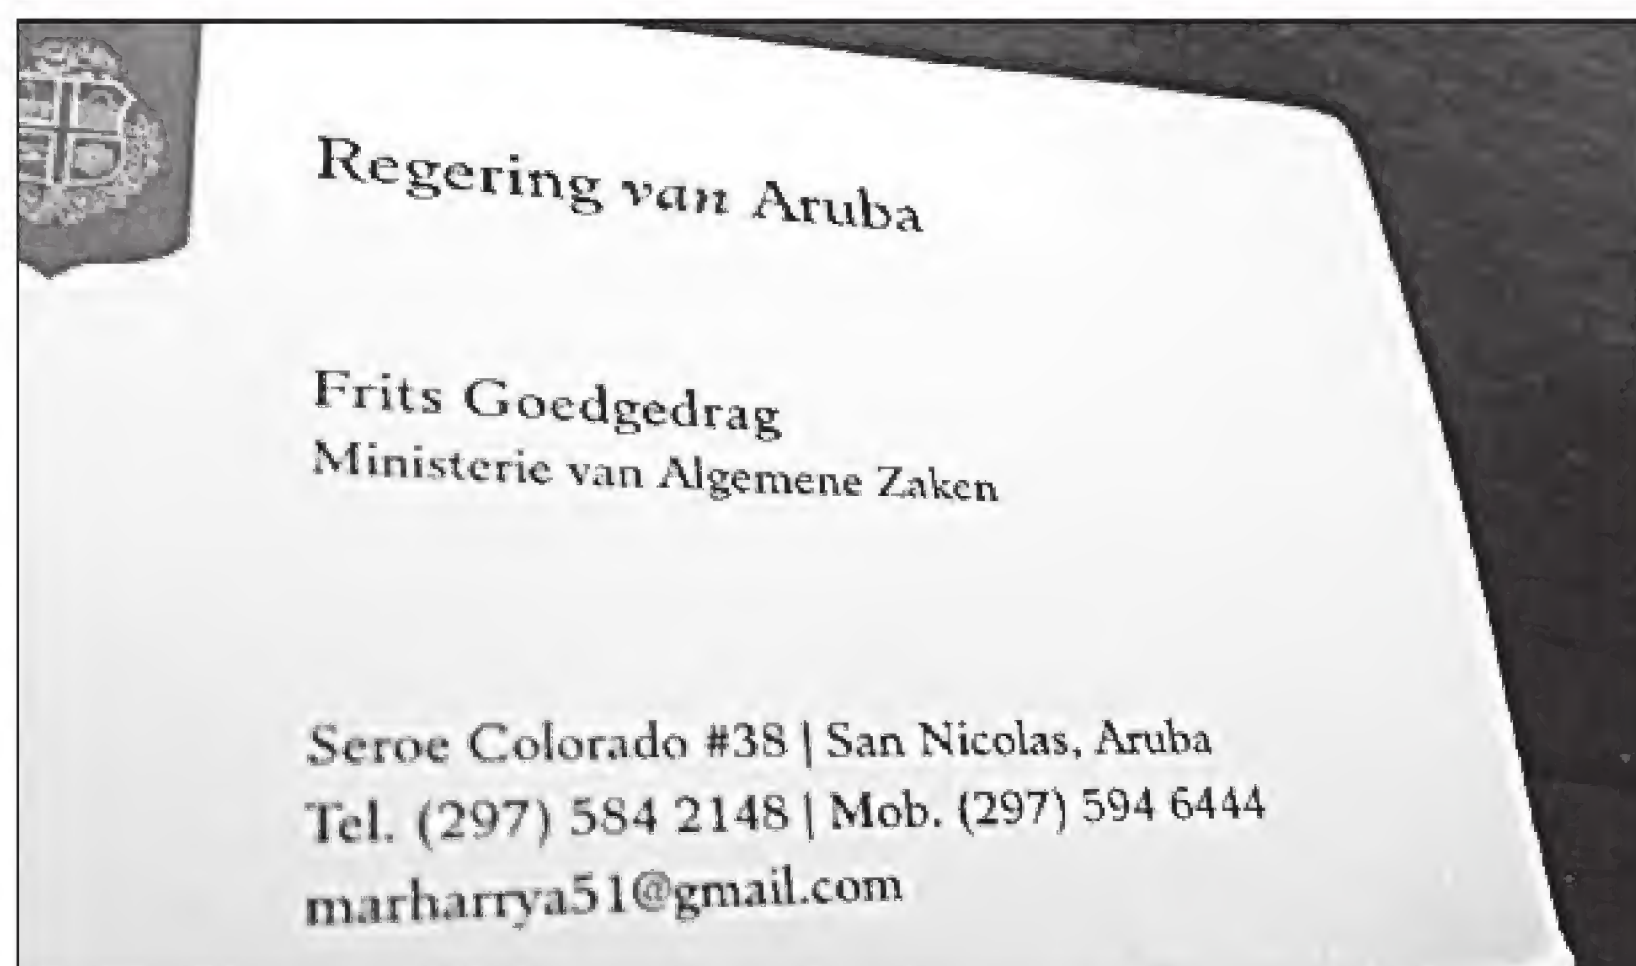 Regering van Aruba
Frits Goedgedrag
Ministerie van Algemene Zaken
Seroe Colorado #38 | San Nicolas, Aruba
Tel. (297) 584 2148 | Mob. (297) 594 6444
marharrya51@gmail.com